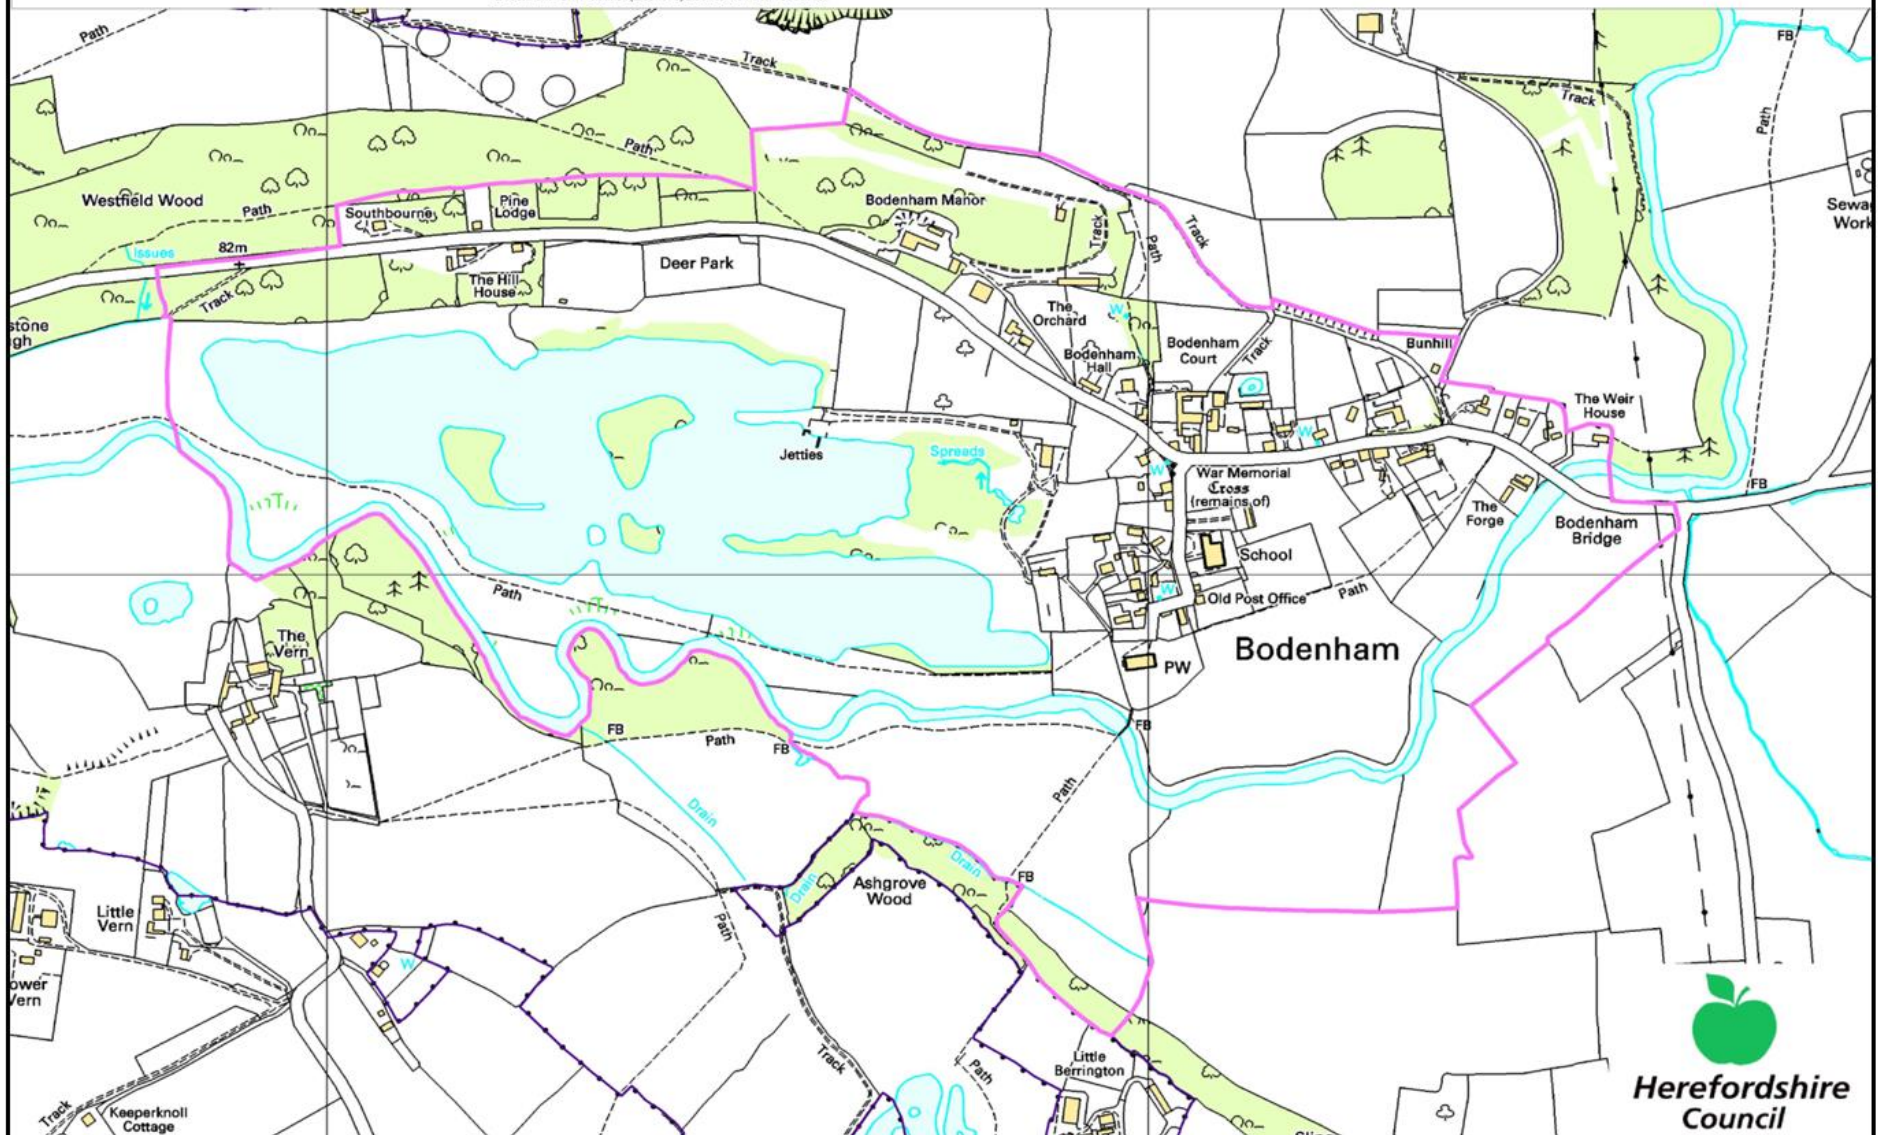 Path
Track
FB
Track
Path
Path
Westfield Wood
Path
Southbourne
Pine
Lodge
Bodenham Manor
Track
Path
Track
Sewa
Work
Issues
82m
Track
The Hill
House
Deer Park
The
Orchard
W
Bodenham
Hall
Bodenham
Court
Track
Bunhill
The Weir
House
stone
gh
Jetties
Spreads
W
W
War Memorial
Cross
(remains of)
The
Forge
Bodenham
Bridge
FB
School
W
Old Post Office
Path
Path
Bodenham
PW
The
Vern
FB
Path
FB
FB
Path
Drain
Drain
Drain
FB
Ashgrove
Wood
Path
Little
Vern
W
ower
Vern
Track
Path
Little
Berrington
Track
Keeperknoll
Cottage
Herefordshire
Council